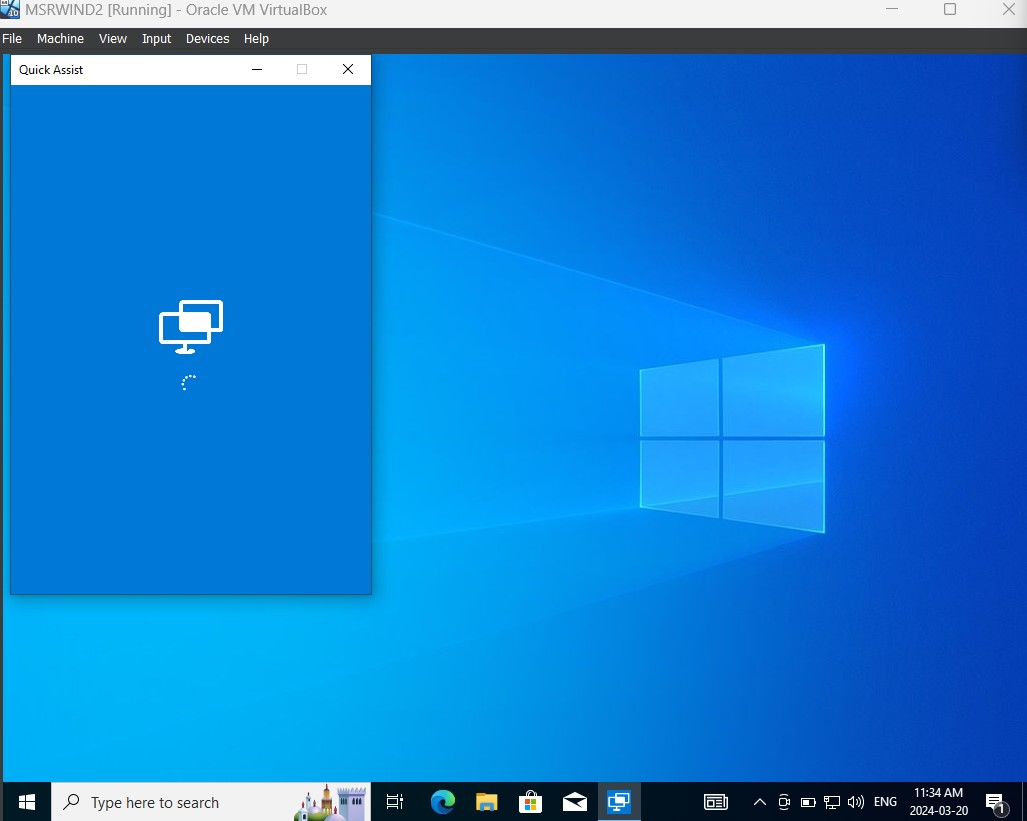 MSRWIND2 [Running] - Oracle VM VirtualBox
File Machine View Input Devices Help
Quick Assist
Type here to search
ENG
11:34 AM
2024-03-20
1